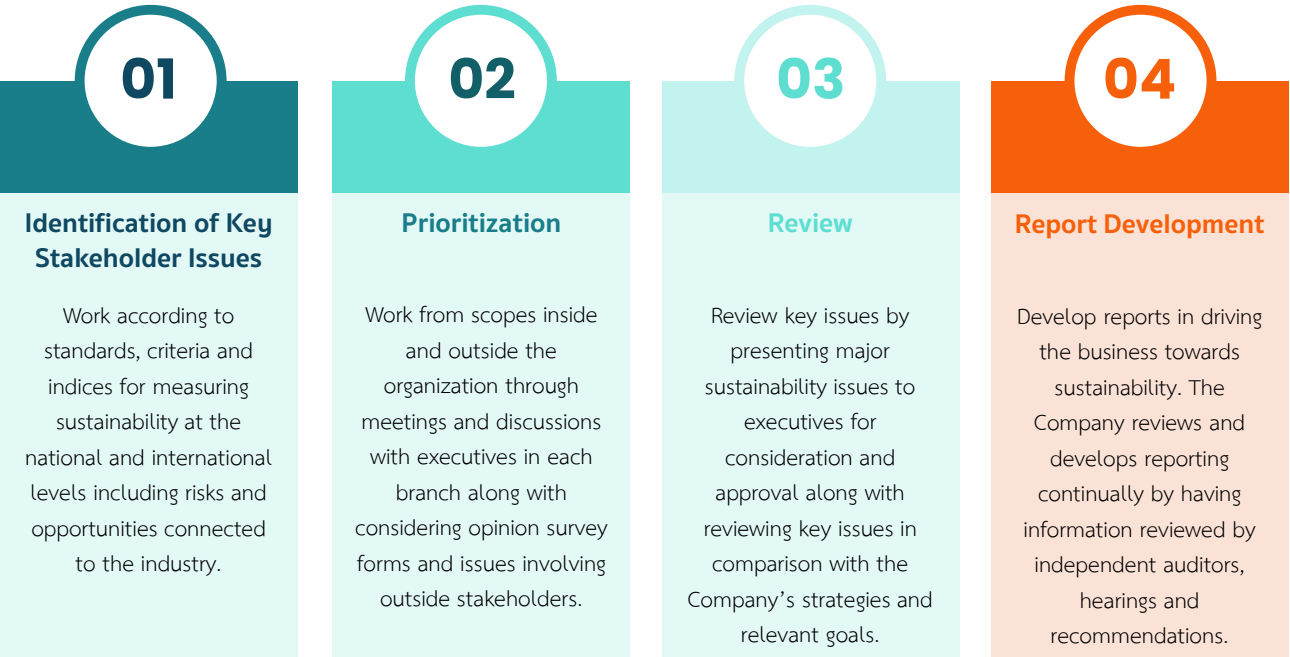 01
Identification of Key
Stakeholder Issues
Work according to
standards, criteria and
indices for measuring
sustainability at the
national and international
levels including risks and
opportunities connected
to the industry.
02
Prioritization
Work from scopes inside
and outside the
organization through
meetings and discussions
with executives in each
branch along with
considering opinion survey
forms and issues involving
outside stakeholders.
03
Review
Review key issues by
presenting major
sustainability issues to
executives for
consideration and
approval along with
reviewing key issues in
comparison with the
Company's strategies and
relevant goals.
04
Report Development
Develop reports in driving
the business towards
sustainability. The
Company reviews and
develops reporting
continually by having
information reviewed by
independent auditors,
hearings and
recommendations.